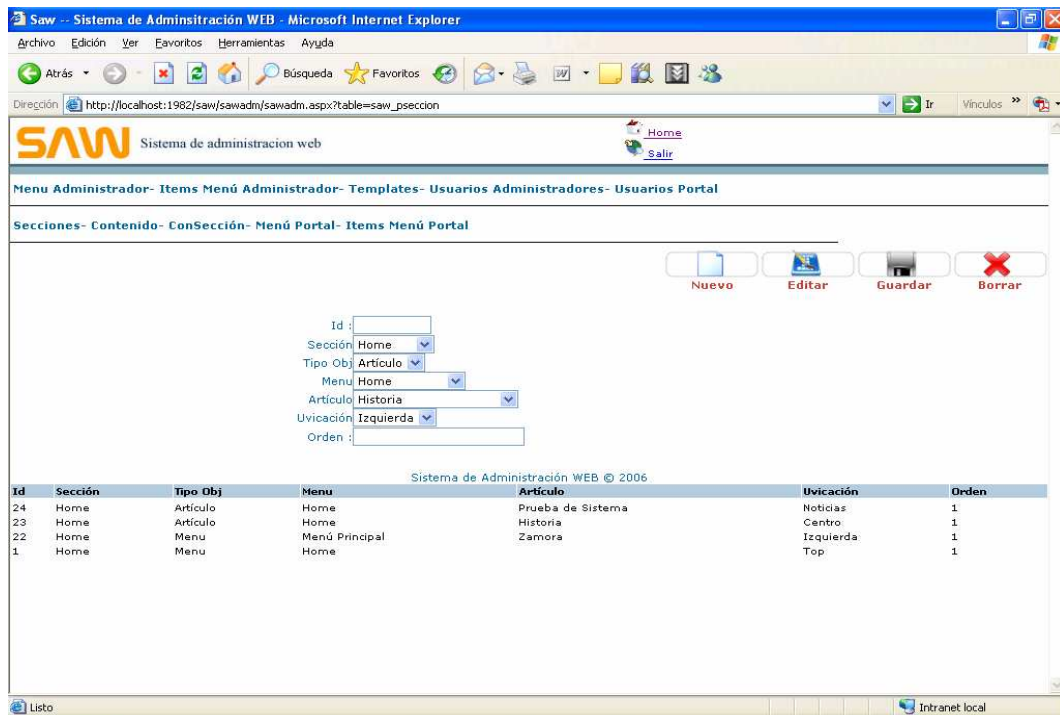 Saw -- Sistema de Adminsitración WEB - Microsoft Internet Explorer
Archivo Edición Ver Favoritos Herramientas Ayuda
Atrás Búsqueda Favoritos
Dirección http://localhost:1982/saw/sawadm/sawadm.aspx?table=saw_pseccion Ir Vínculos »
SAW Sistema de administracion web
Home
Salir
Menu Administrador- Items Menú Administrador- Templates- Usuarios Administradores- Usuarios Portal
Secciones- Contenido- ConSección- Menú Portal- Items Menú Portal
Nuevo Editar Guardar Borrar
Id :
Sección Home
Tipo Obj Artículo
Menu Home
Artículo Historia
Uvicación Izquierda
Orden :
Sistema de Administración WEB © 2006
Id Sección Tipo Obj Menu Artículo Uvicación Orden
24 Home Artículo Home Prueba de Sistema Noticias 1
23 Home Artículo Home Historia Centro 1
22 Home Menu Menú Principal Zamora Izquierda 1
1 Home Menu Home Top 1
Listo Intranet local